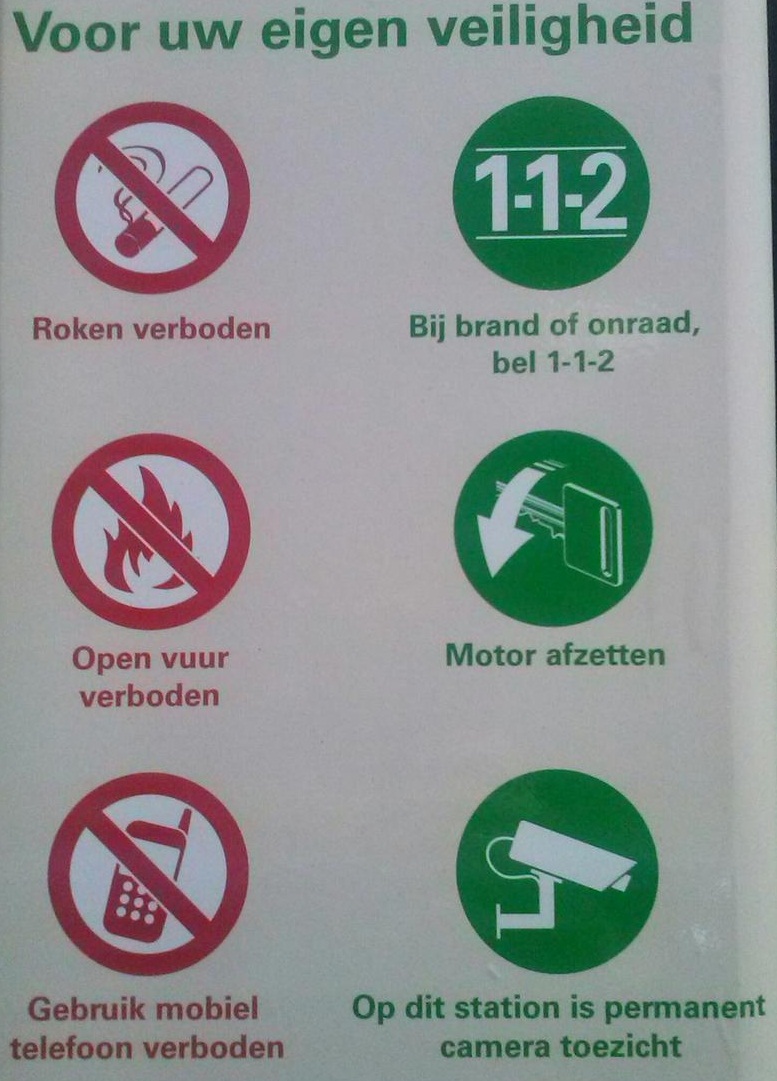 Voor uw eigen veiligheid
1-1-2
Roken verboden
Bij brand of onraad,
bel 1-1-2
Open vuur
verboden
Motor afzetten
Gebruik mobiel
telefoon verboden
Op dit station is permanent
camera toezicht